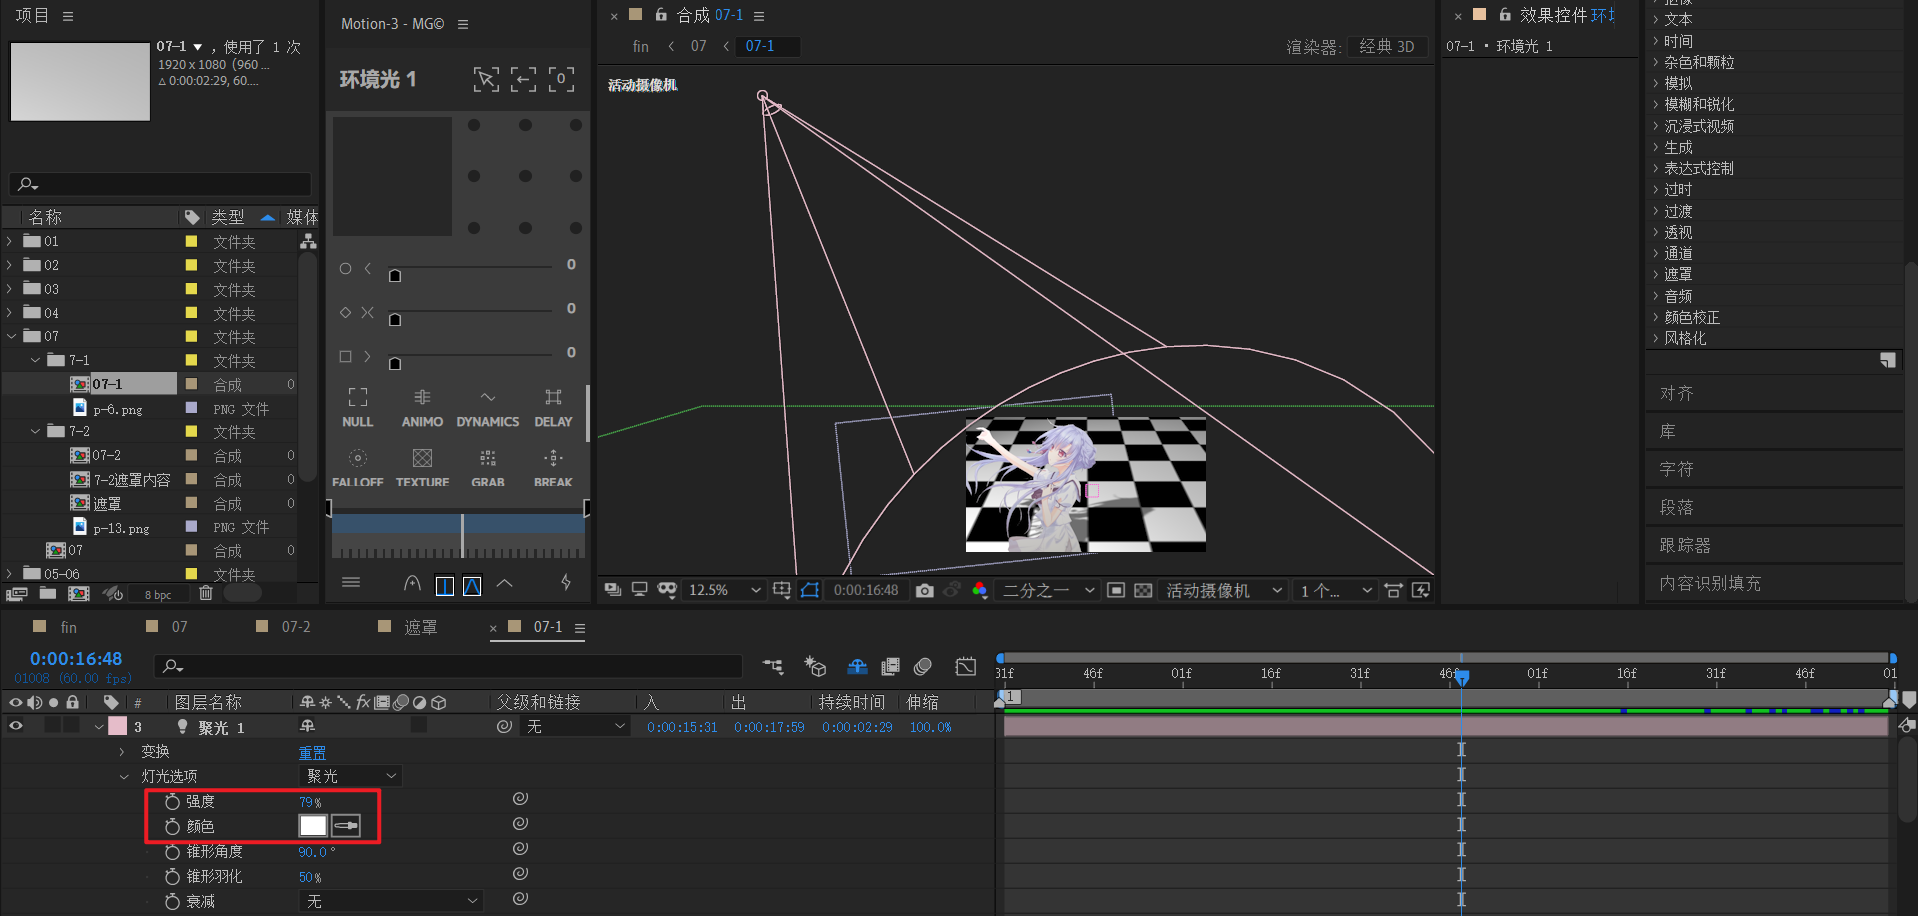 项目
07-1 ▼ ，使用了 1 次
1920 x 1080 (960 ...
△ 0:00:02:29, 60....
名称 类型 媒体
01 文件夹
02 文件夹
03 文件夹
04 文件夹
07 文件夹
7-1 文件夹
07-1 合成 0
p-6.png PNG 文件
7-2 文件夹
07-2 合成 0
7-2遮罩内容 合成 0
遮罩 合成 0
p-13.png PNG 文件
07 合成 0
05-06 文件夹
8 bpc
Motion-3 - MG©
环境光 1
0
0
0
0
NULL ANIMO DYNAMICS DELAY
FALLOFF TEXTURE GRAB BREAK
× 合成 07-1
fin 07 07-1 渲染器: 经典 3D
活动摄像机
12.5% 0:00:16:48 二分之一 活动摄像机 1 个...
× 效果控件
07-1 • 环境光 1
文本
时间
杂色和颗粒
模拟
模糊和锐化
沉浸式视频
生成
表达式控制
过时
过渡
透视
通道
遮罩
音频
颜色校正
风格化
对齐
库
字符
段落
跟踪器
内容识别填充
fin 07 07-2 遮罩 × 07-1
0:00:16:48
01008 (60.00 fps)
31f 46f 01f 16f 31f 46f 01f 16f 31f 46f 01
# 图层名称 fx 父级和链接 入 出 持续时间 伸缩
1
3 聚光 1 无 0:00:15:31 0:00:17:59 0:00:02:29 100.0%
变换 重置
灯光选项 聚光
强度 79%
颜色
锥形角度 90.0°
锥形羽化 50%
衰减 无